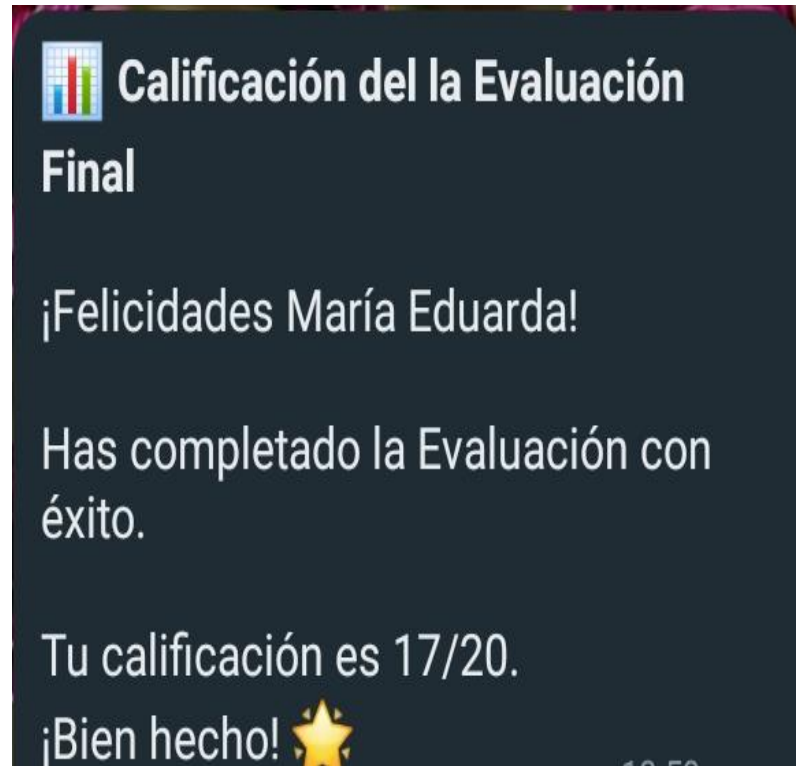 📊 Calificación del la Evaluación
Final
¡Felicidades María Eduarda!
Has completado la Evaluación con
éxito.
Tu calificación es 17/20.
¡Bien hecho! 🌟